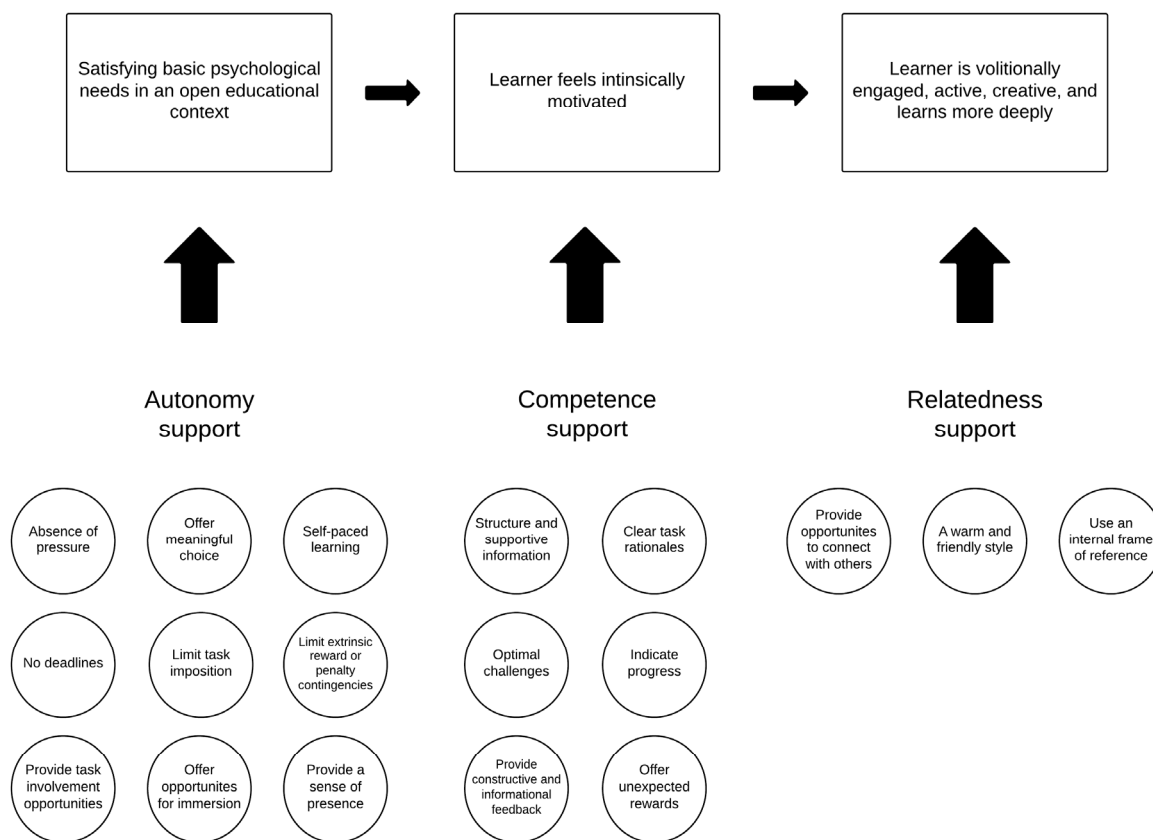 Satisfying basic psychological
needs in an open educational
context
Learner feels intinsically
motivated
Learner is volitionally
engaged, active, creative, and
learns more deeply
Autonomy
support
Competence
support
Relatedness
support
Absence of
pressure
Offer
meaningful
choice
Self-paced
learning
Structure and
supportive
information
Clear task
rationales
Provide
opportunites
to connect
with others
A warm and
friendly style
Use an
internal frame
of reference
No deadlines
Limit task
imposition
Limit extrinsic
reward or
penalty
contingencies
Optimal
challenges
Indicate
progress
Provide task
involvement
opportunities
Offer
opportunites
for immersion
Provide a
sense of
presence
Provide
constructive and
informational
feedback
Offer
unexpected
rewards